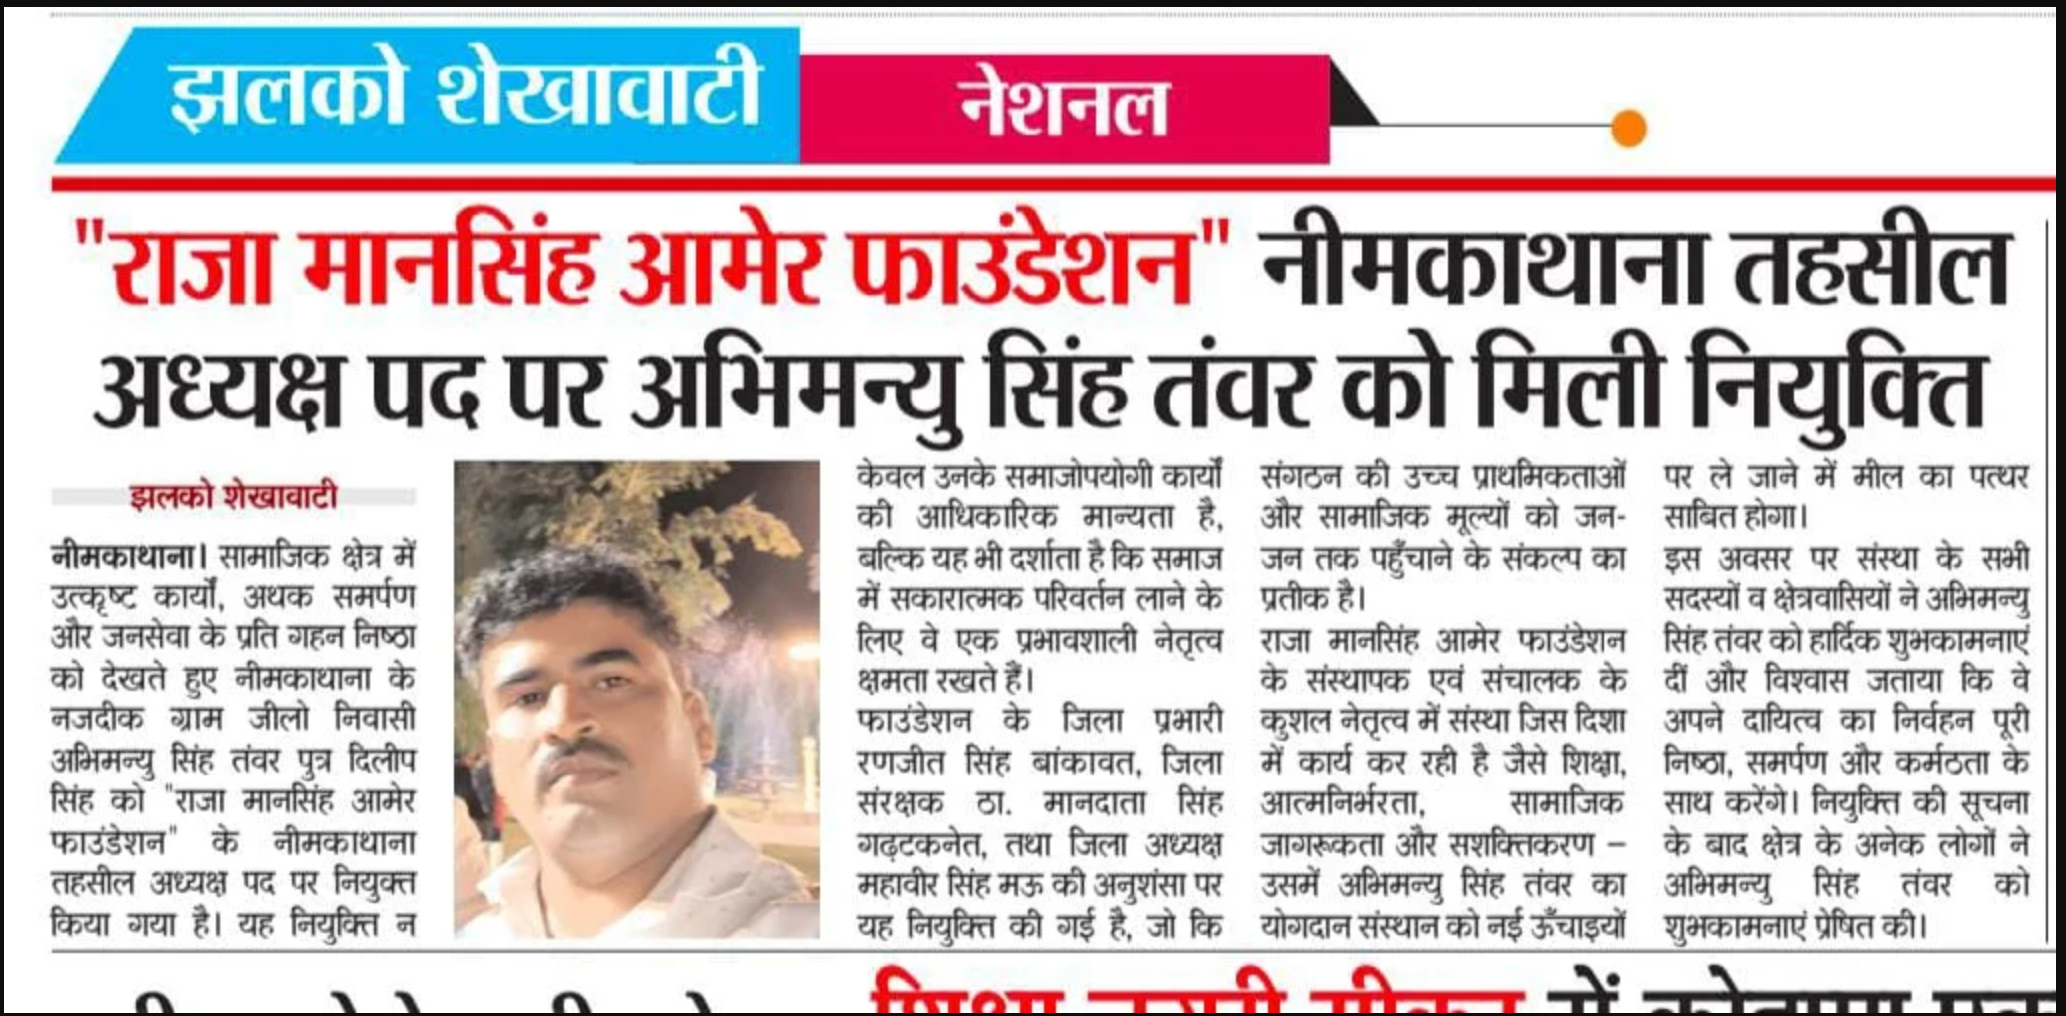 झलको शेखावाटी
नेशनल
"राजा मानसिंह आमेर फाउंडेशन" नीमकाथाना तहसील
अध्यक्ष पद पर अभिमन्यु सिंह तंवर को मिली नियुक्ति
झलको शेखावाटी
नीमकाथाना। सामाजिक क्षेत्र में
उत्कृष्ट कार्यों, अथक समर्पण
और जनसेवा के प्रति गहन निष्ठा
को देखते हुए नीमकाथाना के
नजदीक ग्राम जीलो निवासी
अभिमन्यु सिंह तंवर पुत्र दिलीप
सिंह को "राजा मानसिंह आमेर
फाउंडेशन" के नीमकाथाना
तहसील अध्यक्ष पद पर नियुक्त
किया गया है। यह नियुक्ति न
केवल उनके समाजोपयोगी कार्यों
की आधिकारिक मान्यता है,
बल्कि यह भी दर्शाता है कि समाज
में सकारात्मक परिवर्तन लाने के
लिए वे एक प्रभावशाली नेतृत्व
क्षमता रखते हैं।
फाउंडेशन के जिला प्रभारी
रणजीत सिंह बांकावत, जिला
संरक्षक ठा. मानदाता सिंह
गढ़टकनेत, तथा जिला अध्यक्ष
महावीर सिंह मऊ की अनुशंसा पर
यह नियुक्ति की गई है, जो कि
संगठन की उच्च प्राथमिकताओं
और सामाजिक मूल्यों को जन-
जन तक पहुँचाने के संकल्प का
प्रतीक है।
राजा मानसिंह आमेर फाउंडेशन
के संस्थापक एवं संचालक के
कुशल नेतृत्व में संस्था जिस दिशा
में कार्य कर रही है जैसे शिक्षा,
आत्मनिर्भरता, सामाजिक
जागरूकता और सशक्तिकरण –
उसमें अभिमन्यु सिंह तंवर का
योगदान संस्थान को नई ऊँचाइयों
पर ले जाने में मील का पत्थर
साबित होगा।
इस अवसर पर संस्था के सभी
सदस्यों व क्षेत्रवासियों ने अभिमन्यु
सिंह तंवर को हार्दिक शुभकामनाएं
दीं और विश्वास जताया कि वे
अपने दायित्व का निर्वहन पूरी
निष्ठा, समर्पण और कर्मठता के
साथ करेंगे। नियुक्ति की सूचना
के बाद क्षेत्र के अनेक लोगों ने
अभिमन्यु सिंह तंवर को
शुभकामनाएं प्रेषित की।